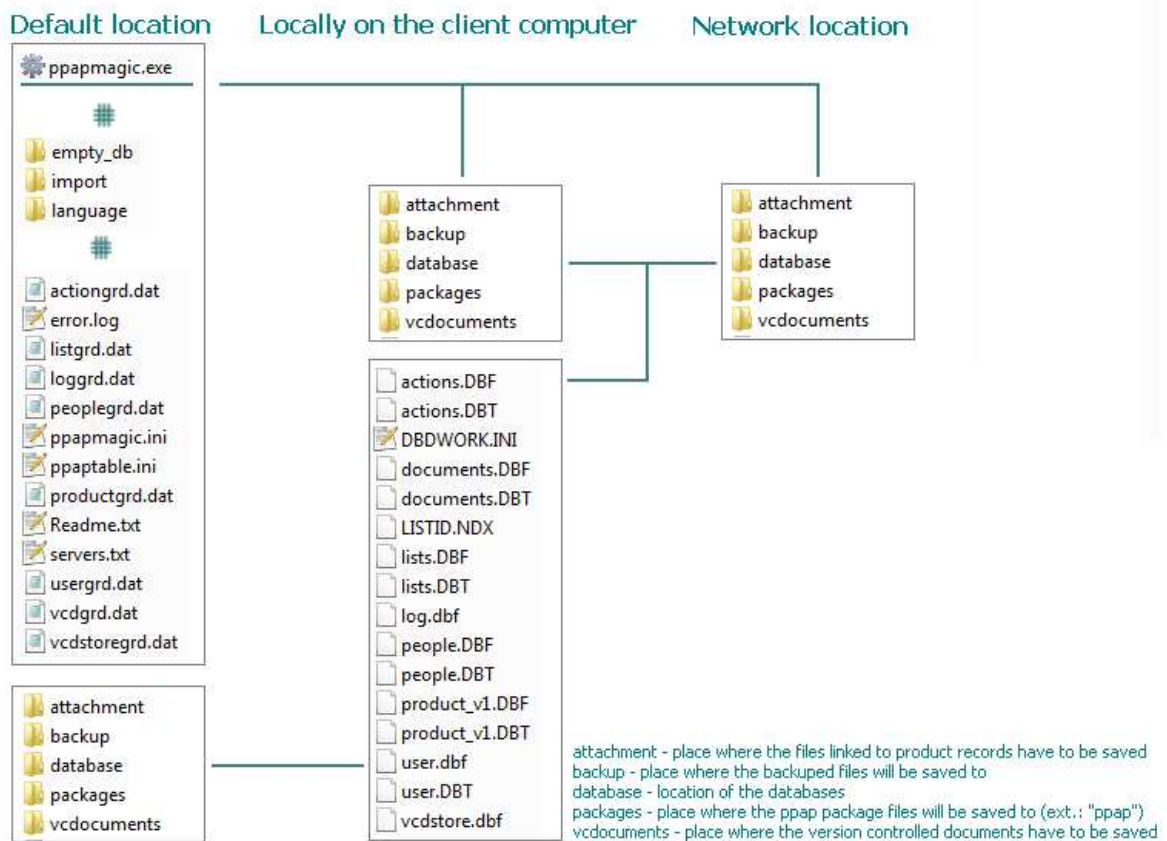 Default location
Locally on the client computer
Network location
ppapmagic.exe
empty_db
import
language
actiongrd.dat
error.log
listgrd.dat
loggrd.dat
peoplegrd.dat
ppapmagic.ini
ppaptable.ini
productgrd.dat
Readme.txt
servers.txt
usergrd.dat
vcdgrd.dat
vcdstoregrd.dat
attachment
backup
database
packages
vcdocuments
attachment
backup
database
packages
vcdocuments
actions.DBF
actions.DBT
DBDWORK.INI
documents.DBF
documents.DBT
LISTID.NDX
lists.DBF
lists.DBT
log.dbf
people.DBF
people.DBT
product_v1.DBF
product_v1.DBT
user.dbf
user.DBT
vcdstore.dbf
attachment
backup
database
packages
vcdocuments
attachment - place where the files linked to product records have to be saved
backup - place where the backuped files will be saved to
database - location of the databases
packages - place where the ppap package files will be saved to (ext.: "ppap")
vcdocuments - place where the version controlled documents have to be saved